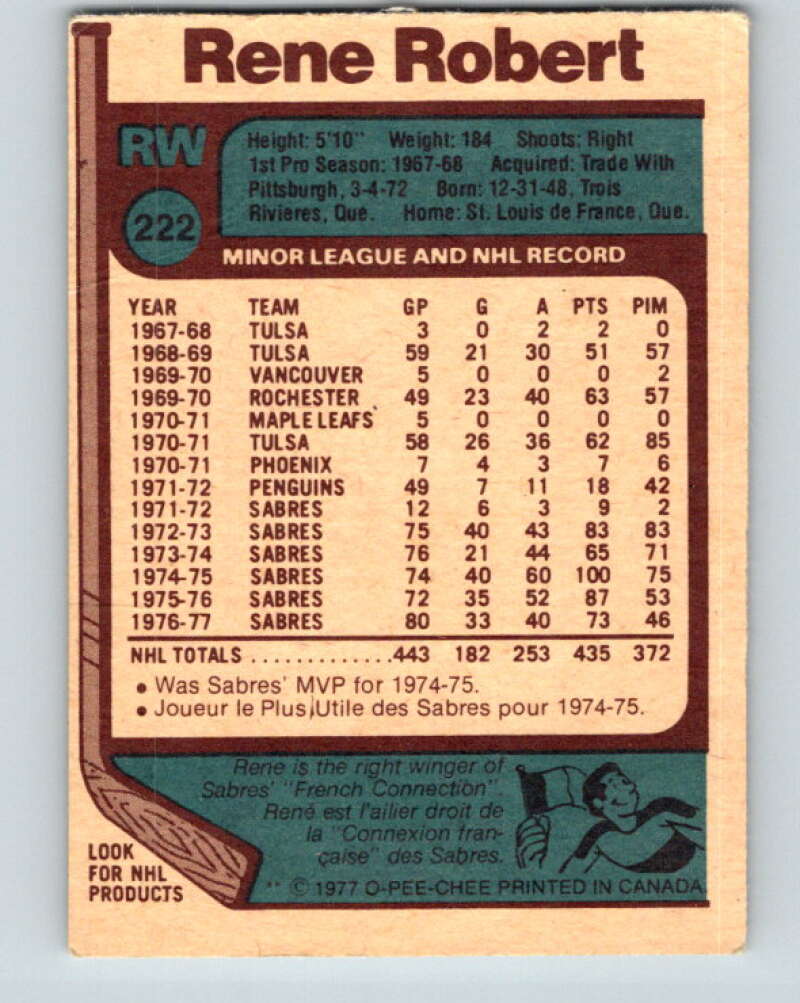 Rene Robert
RW
222
Height: 5'10" Weight: 184 Shoots: Right
1st Pro Season: 1967-68 Acquired: Trade With
Pittsburgh, 3-4-72 Born: 12-31-48, Trois
Rivieres, Que. Home: St. Louis de France, Que.
MINOR LEAGUE AND NHL RECORD
YEAR TEAM GP G A PTS PIM
1967-68 TULSA 3 0 2 2 0
1968-69 TULSA 59 21 30 51 57
1969-70 VANCOUVER 5 0 0 0 2
1969-70 ROCHESTER 49 23 40 63 57
1970-71 MAPLE LEAFS 5 0 0 0 0
1970-71 TULSA 58 26 36 62 85
1970-71 PHOENIX 7 4 3 7 6
1971-72 PENGUINS 49 7 11 18 42
1971-72 SABRES 12 6 3 9 2
1972-73 SABRES 75 40 43 83 83
1973-74 SABRES 76 21 44 65 71
1974-75 SABRES 74 40 60 100 75
1975-76 SABRES 72 35 52 87 53
1976-77 SABRES 80 33 40 73 46
NHL TOTALS .............443 182 253 435 372
• Was Sabres' MVP for 1974-75.
• Joueur le Plus Utile des Sabres pour 1974-75.
Rene is the right winger of
Sabres' "French Connection".
René est l'ailier droit de
la "Connexion fran-
çaise" des Sabres.
LOOK
FOR NHL
PRODUCTS
** © 1977 O-PEE-CHEE PRINTED IN CANADA